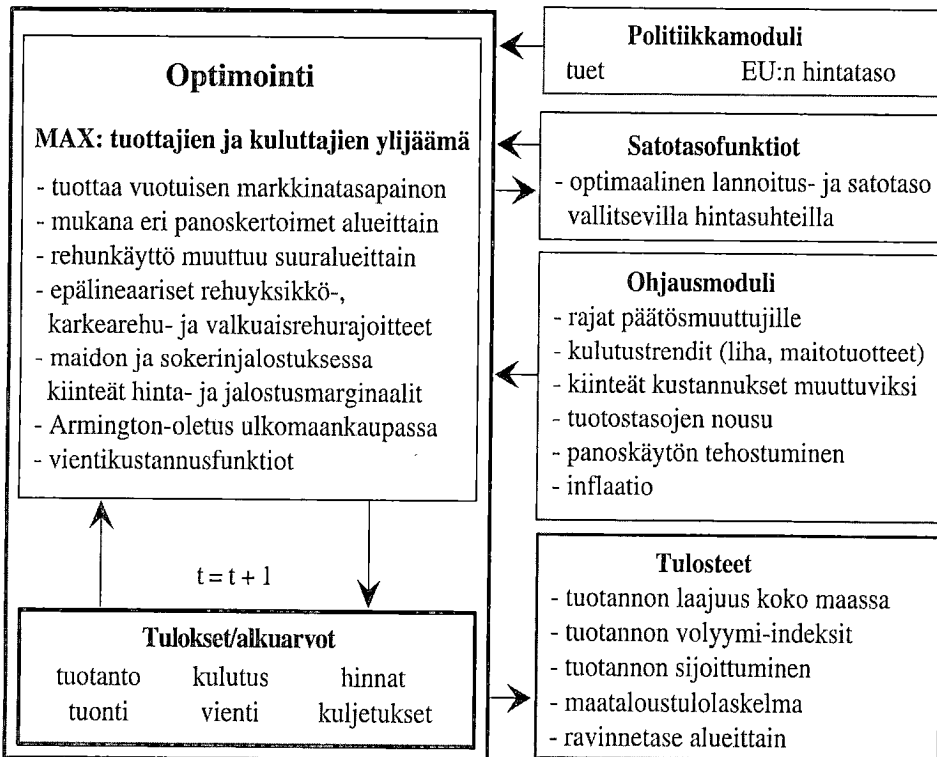 Optimointi
MAX: tuottajien ja kuluttajien ylijäämä
- tuottaa vuotuisen markkinatasapainon
- mukana eri panoskertoimet alueittain
- rehunkäyttö muuttuu suuralueittain
- epälineaariset rehuyksikkö-,
karkearehu- ja valkuaisrehurajoitteet
- maidon ja sokerinjalostuksessa
kiinteät hinta- ja jalostusmarginaalit
- Armington-oletus ulkomaankaupassa
- vientikustannusfunktiot
t = t + 1
Tulokset/alkuarvot
tuotanto kulutus hinnat
tuonti vienti kuljetukset
Politiikkamoduli
tuet EU:n hintataso
Satotasofunktiot
- optimaalinen lannoitus- ja satotaso
vallitsevilla hintasuhteilla
Ohjausmoduli
- rajat päätösmuuttujille
- kulutustrendit (liha, maitotuotteet)
- kiinteät kustannukset muuttuviksi
- tuotostasojen nousu
- panoskäytön tehostuminen
- inflaatio
Tulosteet
- tuotannon laajuus koko maassa
- tuotannon volyymi-indeksit
- tuotannon sijoittuminen
- maataloustulolaskelma
- ravinnetase alueittain